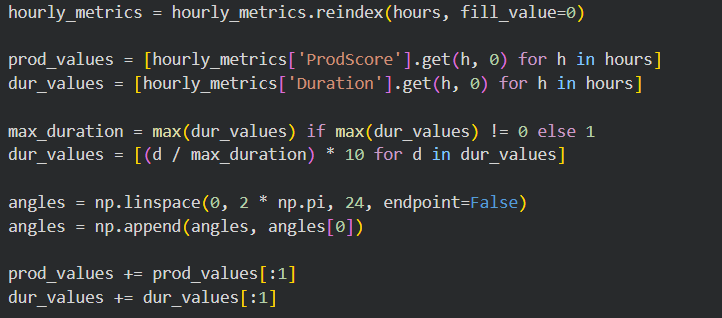 hourly_metrics = hourly_metrics.reindex(hours, fill_value=0)
prod_values = [hourly_metrics['ProdScore'].get(h, 0) for h in hours]
dur_values = [hourly_metrics['Duration'].get(h, 0) for h in hours]
max_duration = max(dur_values) if max(dur_values) != 0 else 1
dur_values = [(d / max_duration) * 10 for d in dur_values]
angles = np.linspace(0, 2 * np.pi, 24, endpoint=False)
angles = np.append(angles, angles[0])
prod_values += prod_values[:1]
dur_values += dur_values[:1]